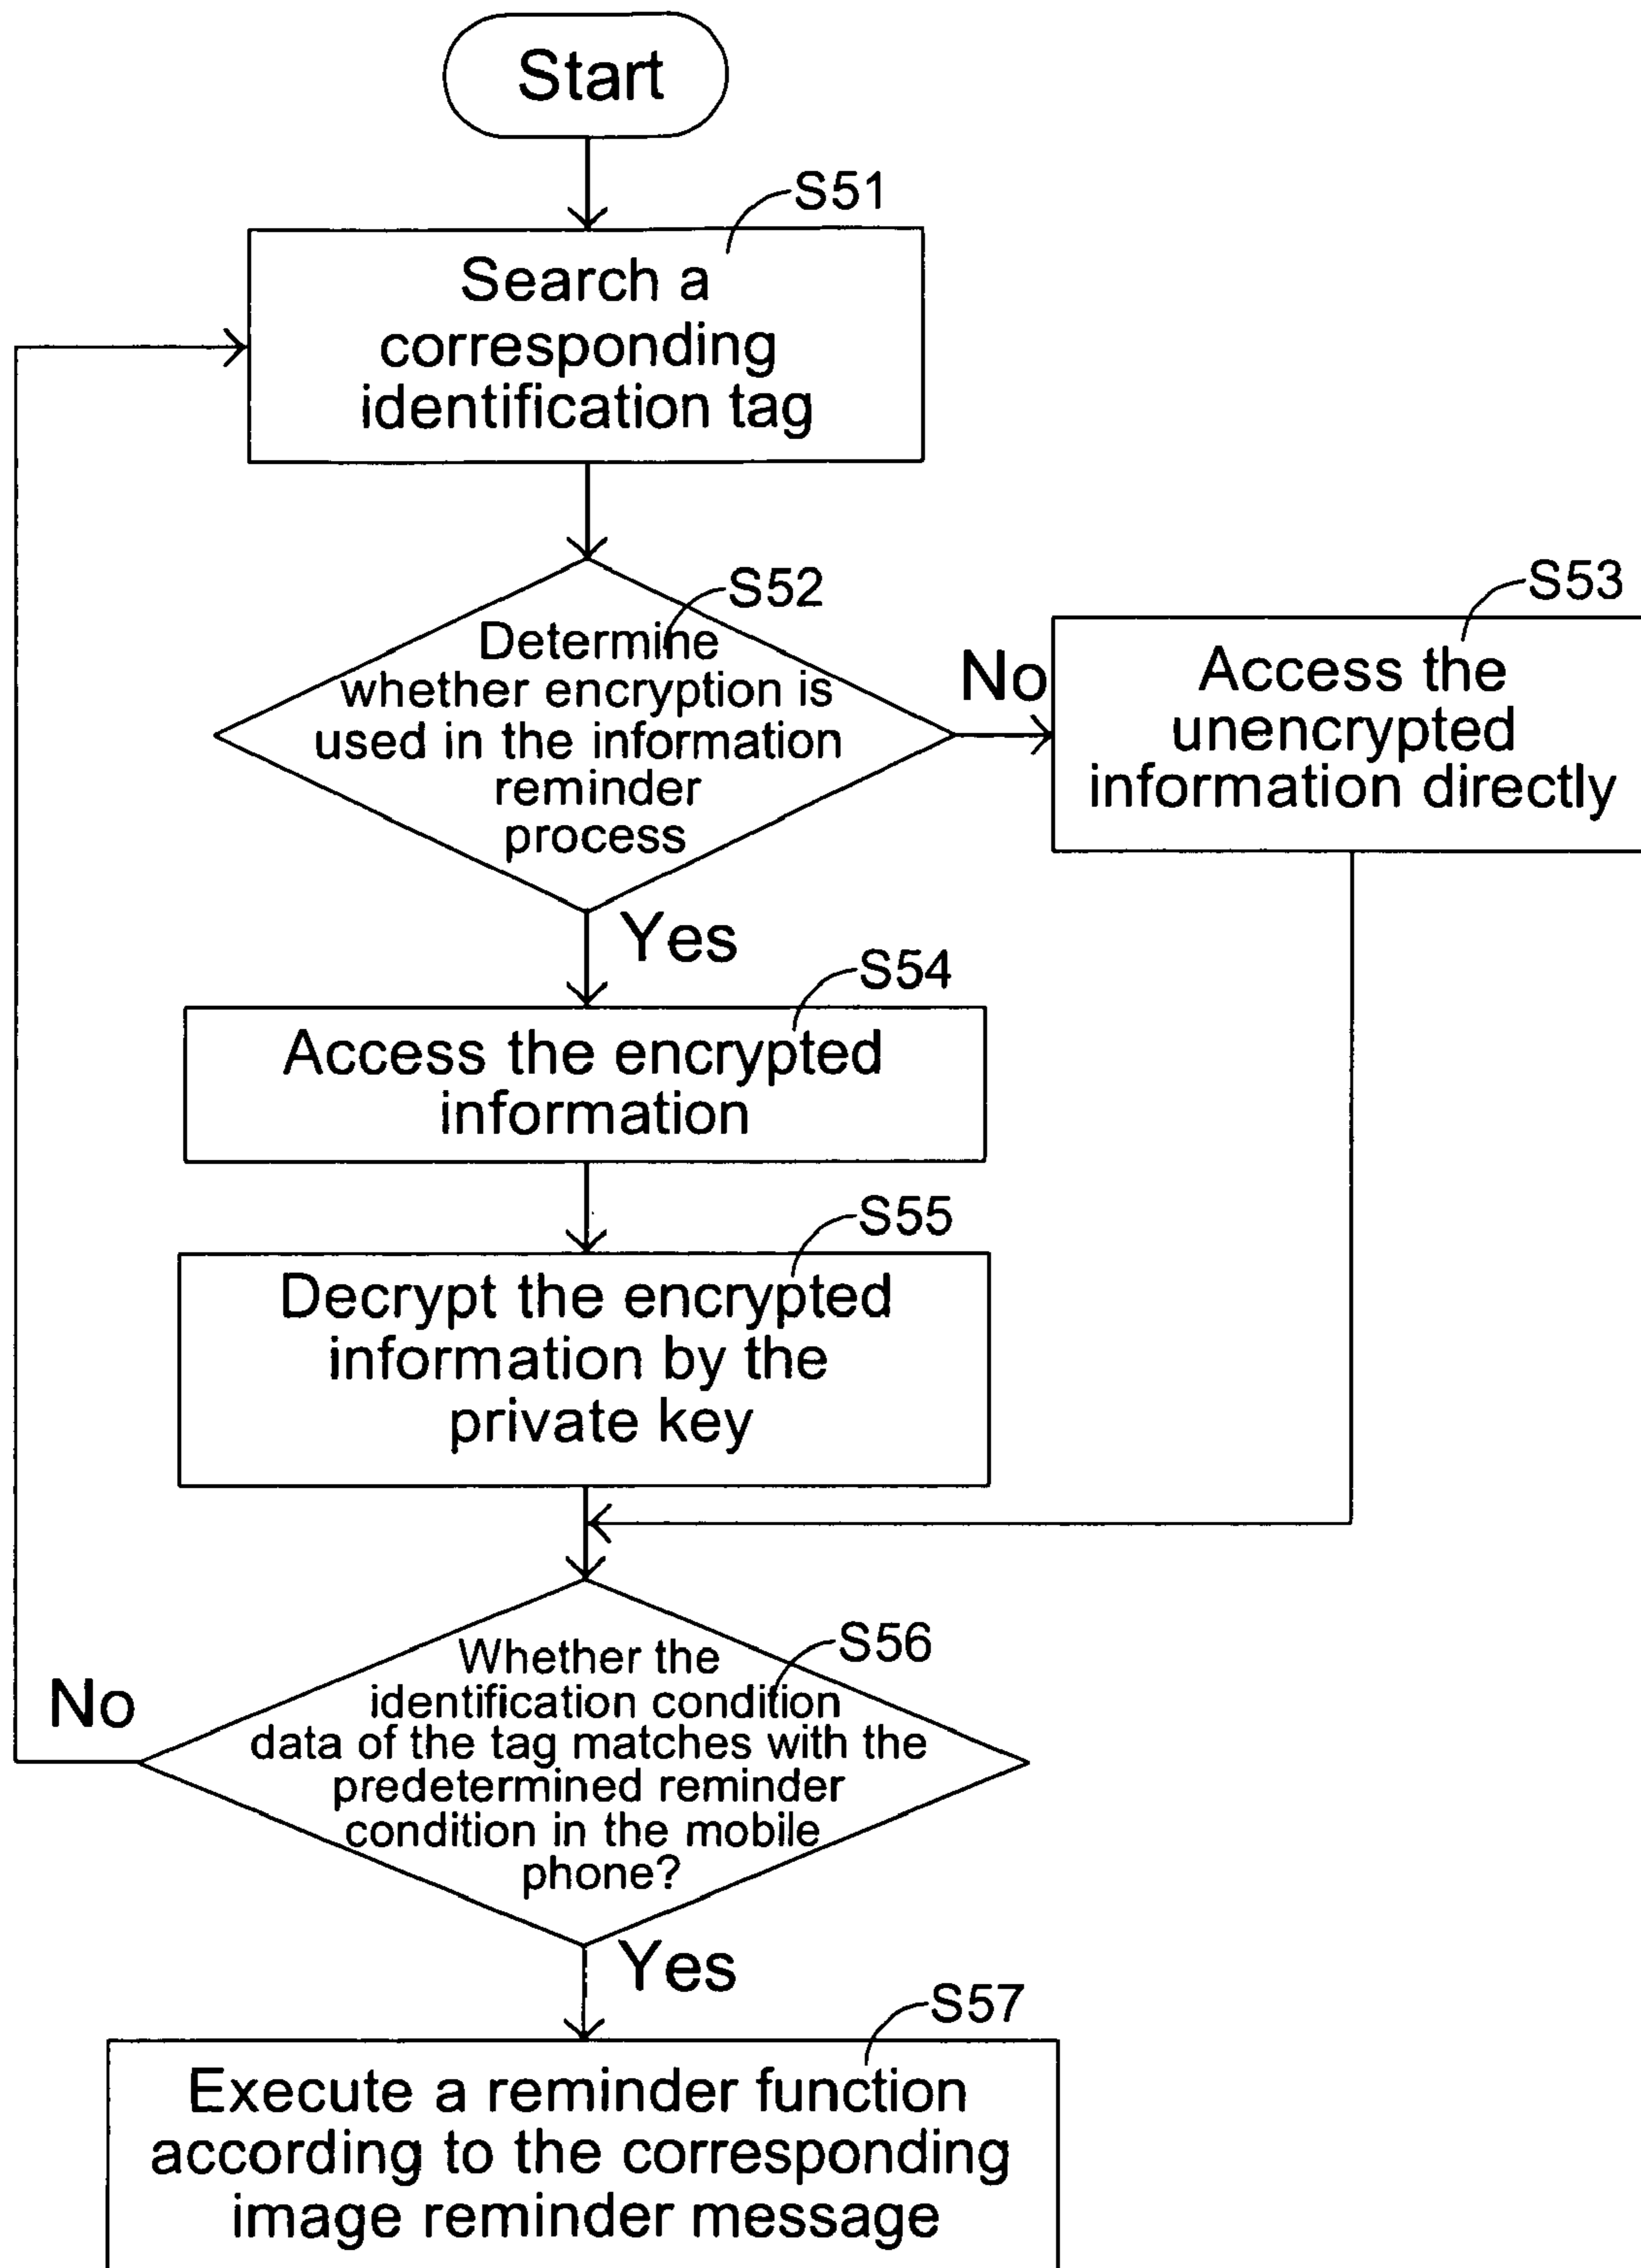 Start
S51
Search a
corresponding
identification tag
S52
Determine
whether encryption is
used in the information
reminder
process
No
S53
Access the
unencrypted
information directly
Yes
S54
Access the encrypted
information
S55
Decrypt the encrypted
information by the
private key
S56
Whether the
identification condition
data of the tag matches with the
predetermined reminder
condition in the mobile
phone?
No
Yes
S57
Execute a reminder function
according to the corresponding
image reminder message